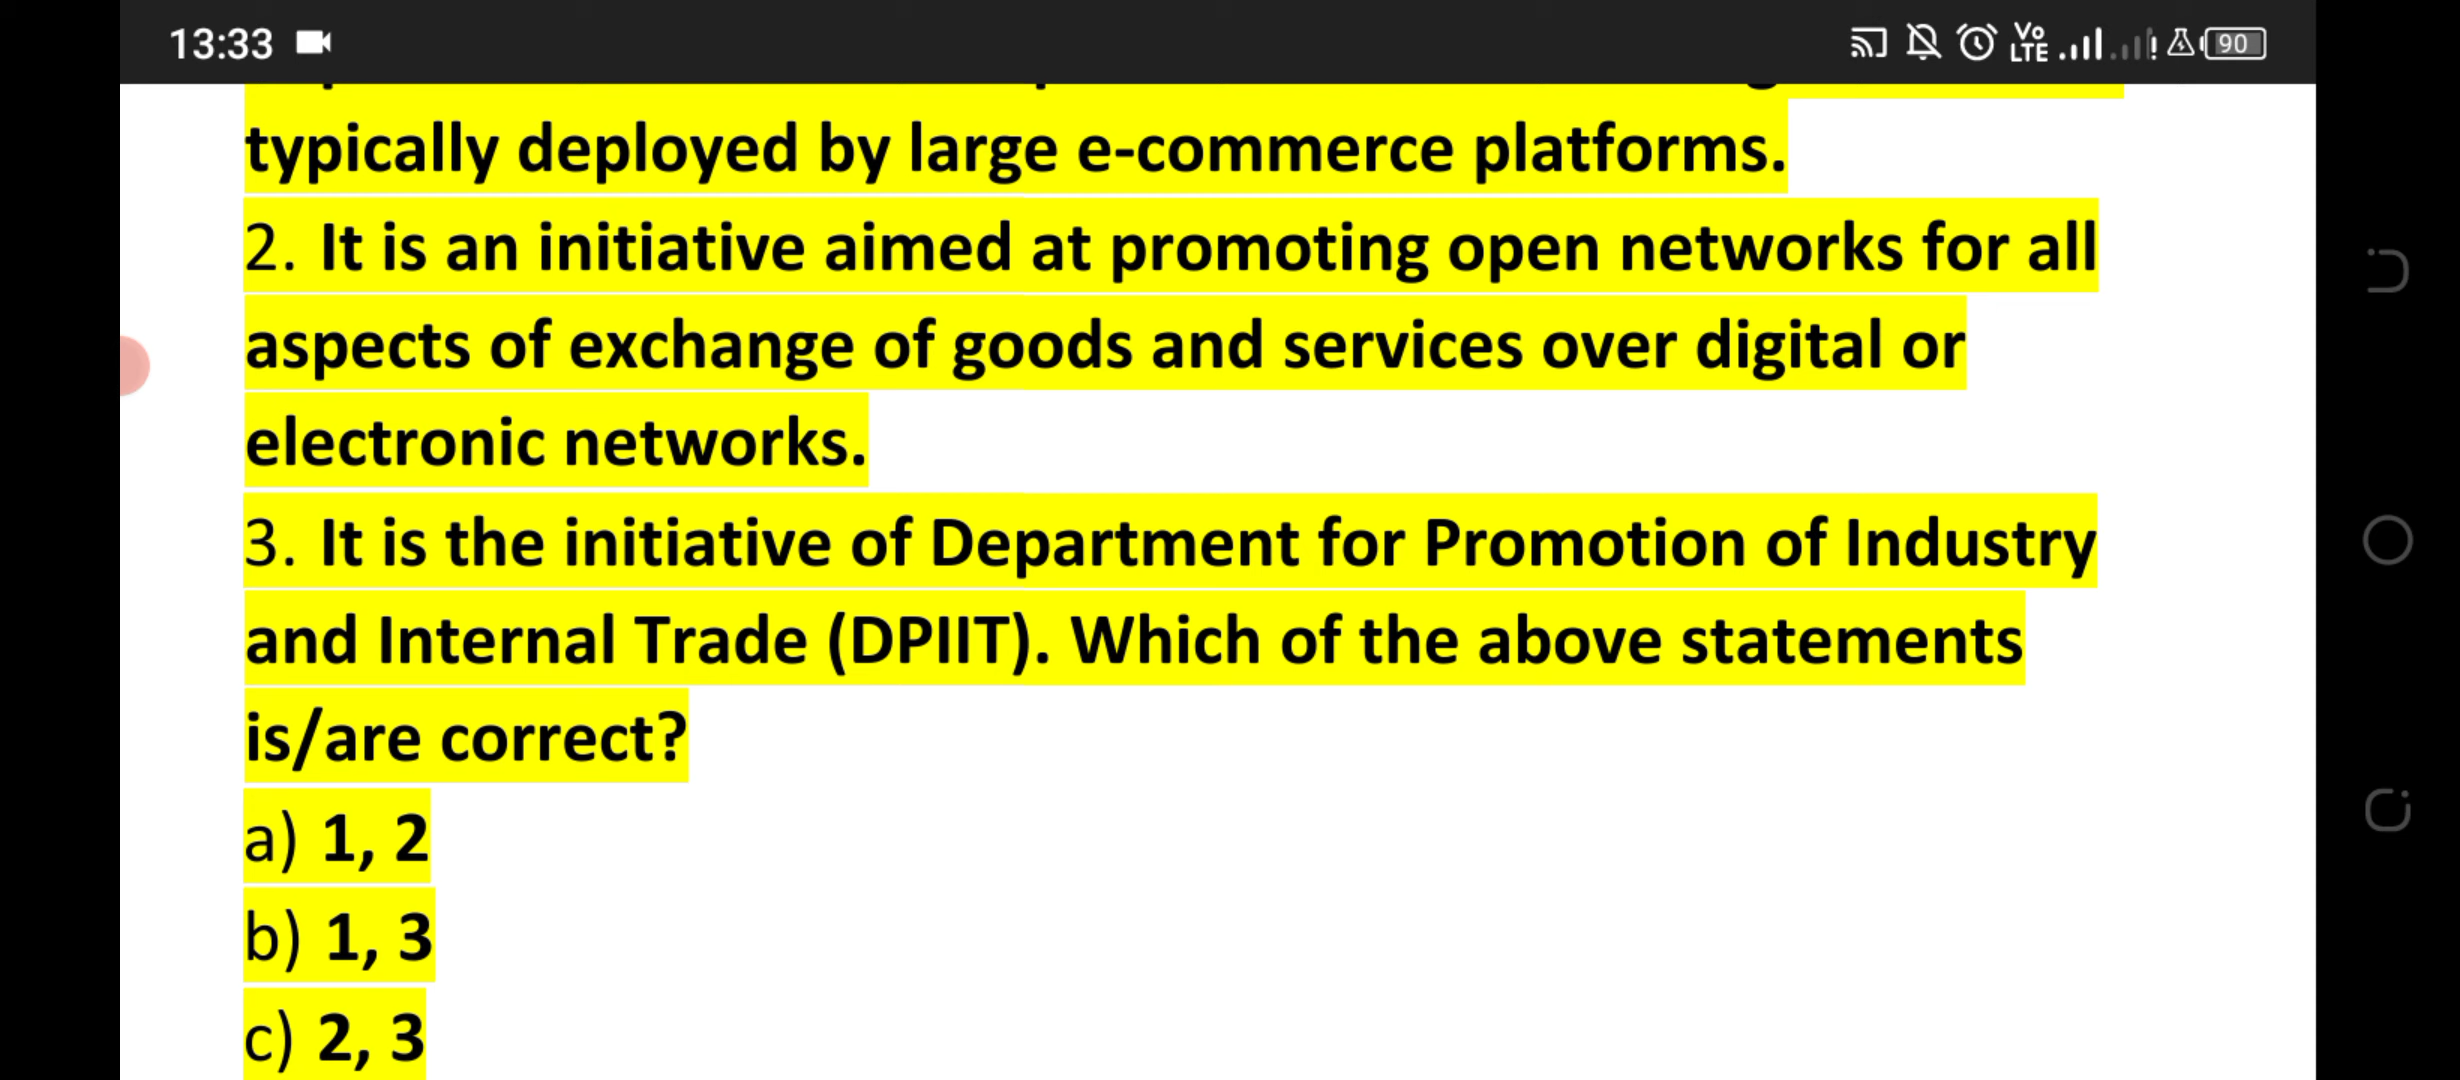 13:33
Vo LTE 90
typically deployed by large e-commerce platforms.
2. It is an initiative aimed at promoting open networks for all
aspects of exchange of goods and services over digital or
electronic networks.
3. It is the initiative of Department for Promotion of Industry
and Internal Trade (DPIIT). Which of the above statements
is/are correct?
a) 1, 2
b) 1, 3
c) 2, 3